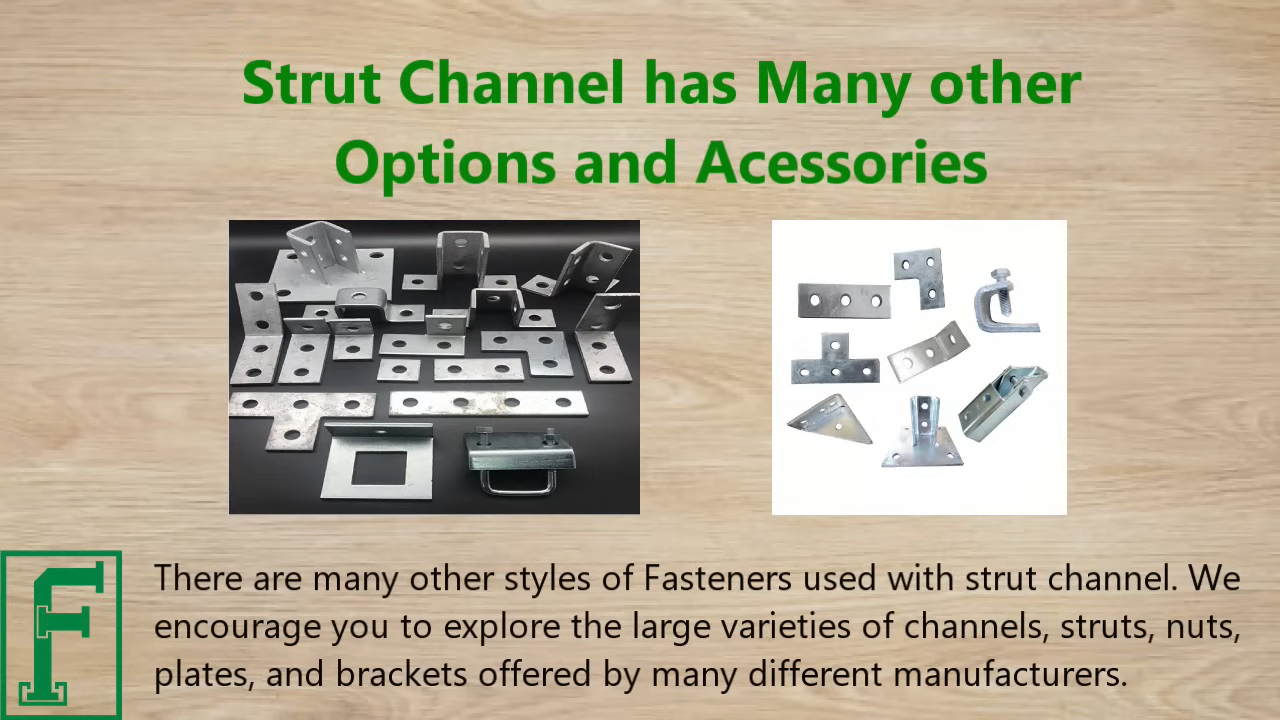 Strut Channel has Many other
Options and Acessories
There are many other styles of Fasteners used with strut channel. We
encourage you to explore the large varieties of channels, struts, nuts,
plates, and brackets offered by many different manufacturers.
F